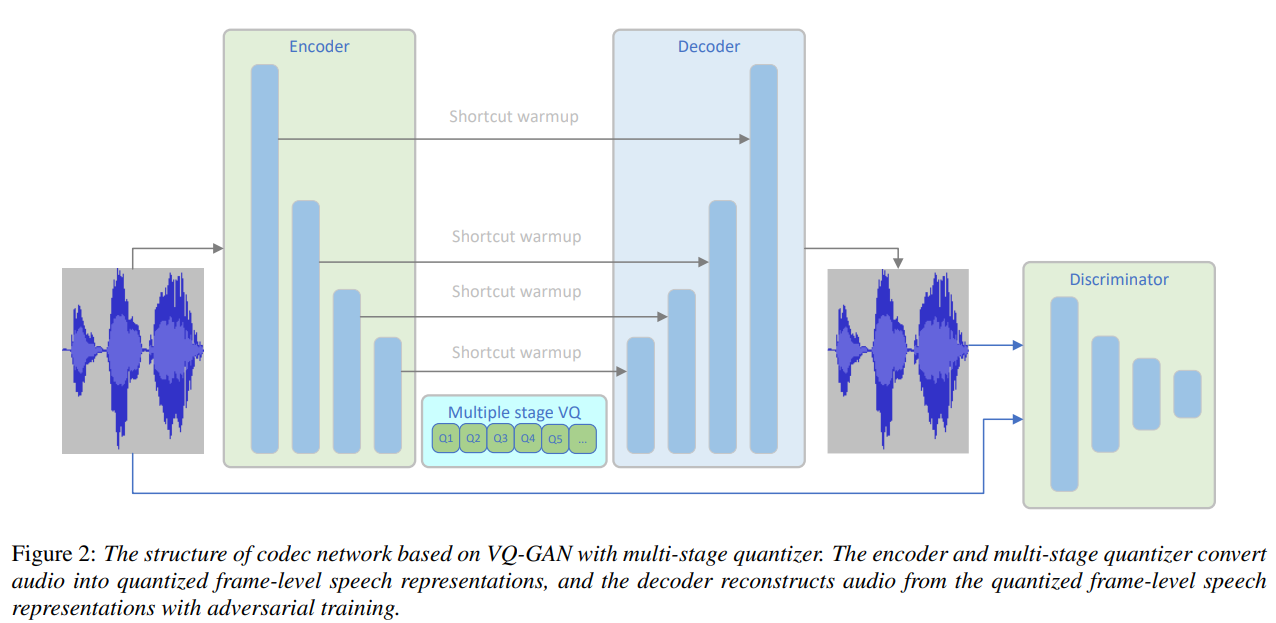 Encoder
Decoder
Shortcut warmup
Shortcut warmup
Shortcut warmup
Shortcut warmup
Discriminator
Multiple stage VQ
Q1 Q2 Q3 Q4 Q5 ...
Figure 2: The structure of codec network based on VQ-GAN with multi-stage quantizer. The encoder and multi-stage quantizer convert
audio into quantized frame-level speech representations, and the decoder reconstructs audio from the quantized frame-level speech
representations with adversarial training.